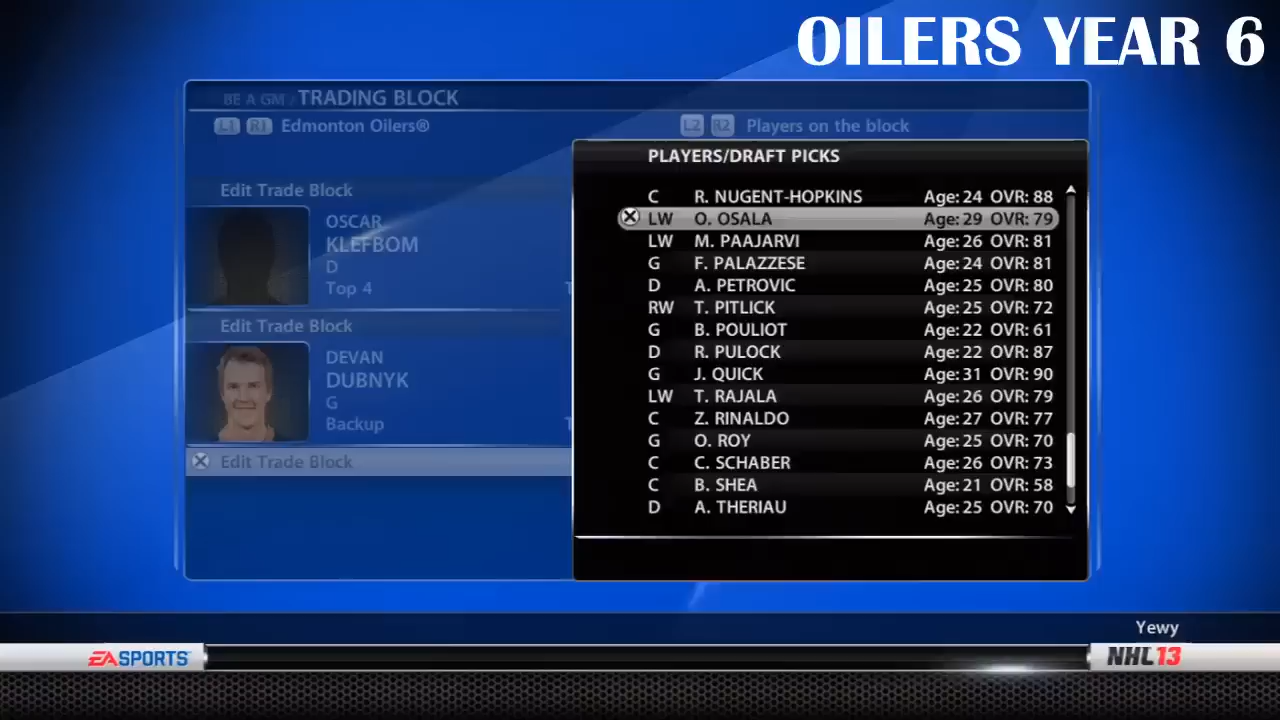 OILERS YEAR 6
BE A GM / TRADING BLOCK
L1 R1 Edmonton Oilers®
L2 R2 Players on the block
Edit Trade Block
OSCAR
KLEFBOM
D
Top 4
Edit Trade Block
DEVAN
DUBNYK
G
Backup
Edit Trade Block
PLAYERS/DRAFT PICKS
C R. NUGENT-HOPKINS Age: 24 OVR: 88
LW O. OSALA Age: 29 OVR: 79
LW M. PAAJARVI Age: 26 OVR: 81
G F. PALAZZESE Age: 24 OVR: 81
D A. PETROVIC Age: 25 OVR: 80
RW T. PITLICK Age: 25 OVR: 72
G B. POULIOT Age: 22 OVR: 61
D R. PULOCK Age: 22 OVR: 87
G J. QUICK Age: 31 OVR: 90
LW T. RAJALA Age: 26 OVR: 79
C Z. RINALDO Age: 27 OVR: 77
G O. ROY Age: 25 OVR: 70
C C. SCHABER Age: 26 OVR: 73
C B. SHEA Age: 21 OVR: 58
D A. THERIAU Age: 25 OVR: 70
Yewy
EA SPORTS
NHL 13